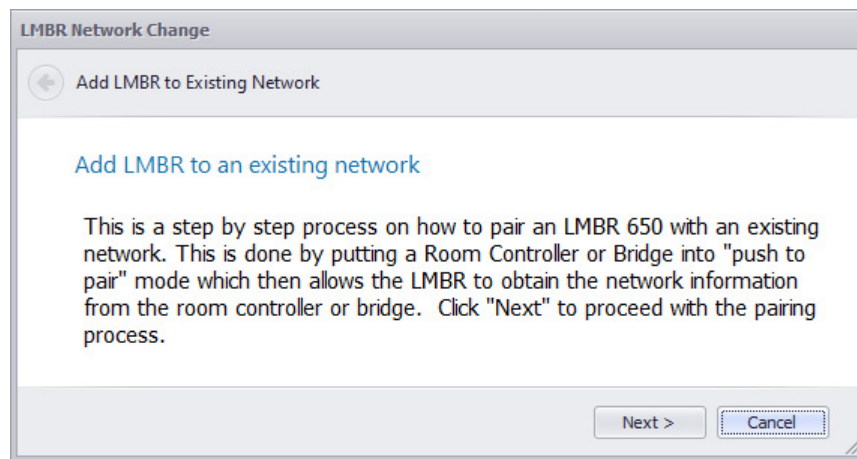 LMBR Network Change
Add LMBR to Existing Network
Add LMBR to an existing network
This is a step by step process on how to pair an LMBR 650 with an existing
network. This is done by putting a Room Controller or Bridge into "push to
pair" mode which then allows the LMBR to obtain the network information
from the room controller or bridge.  Click "Next" to proceed with the pairing
process.
Next >
Cancel